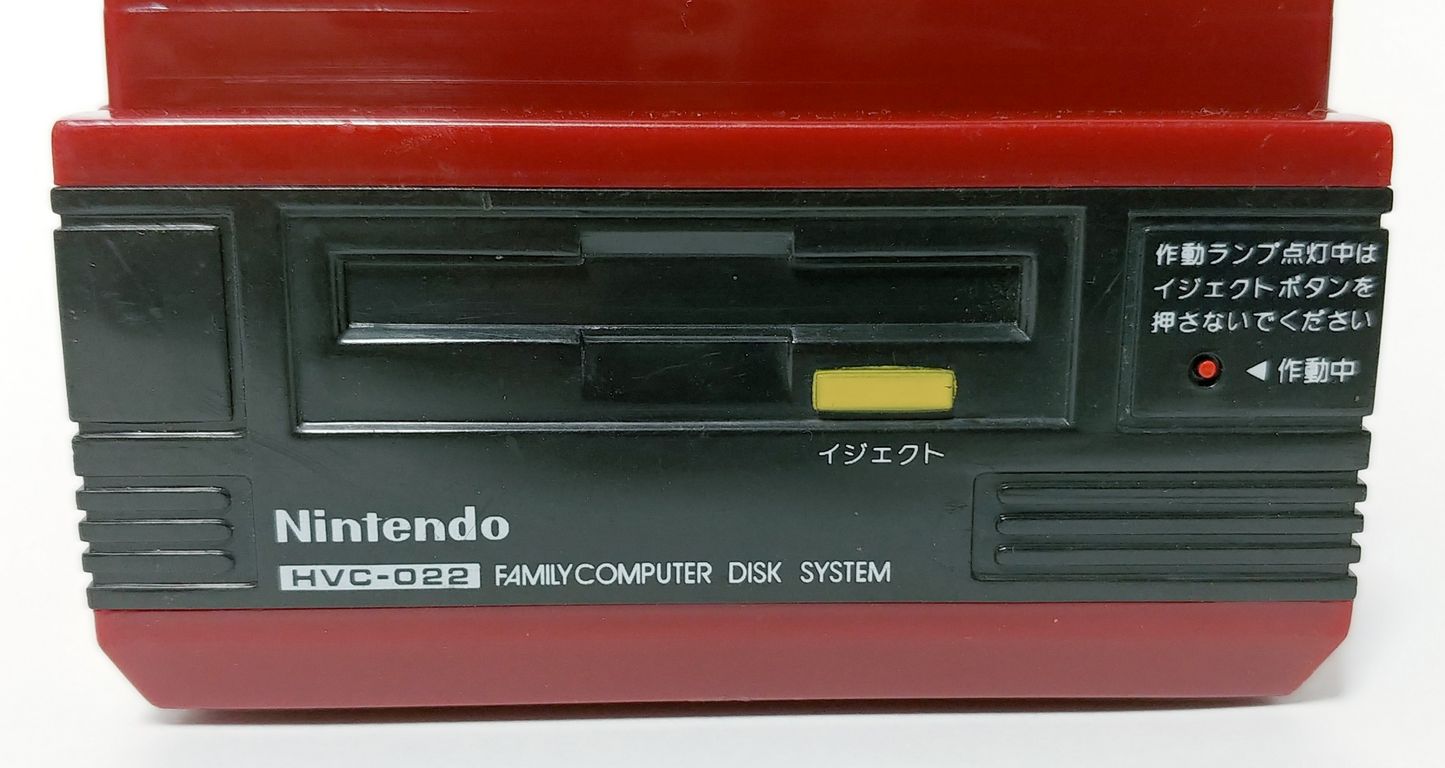 作動ランプ点灯中は
イジェクトボタンを
押さないでください
◀作動中
イジェクト
Nintendo
HVC-022 FAMILY COMPUTER DISK SYSTEM